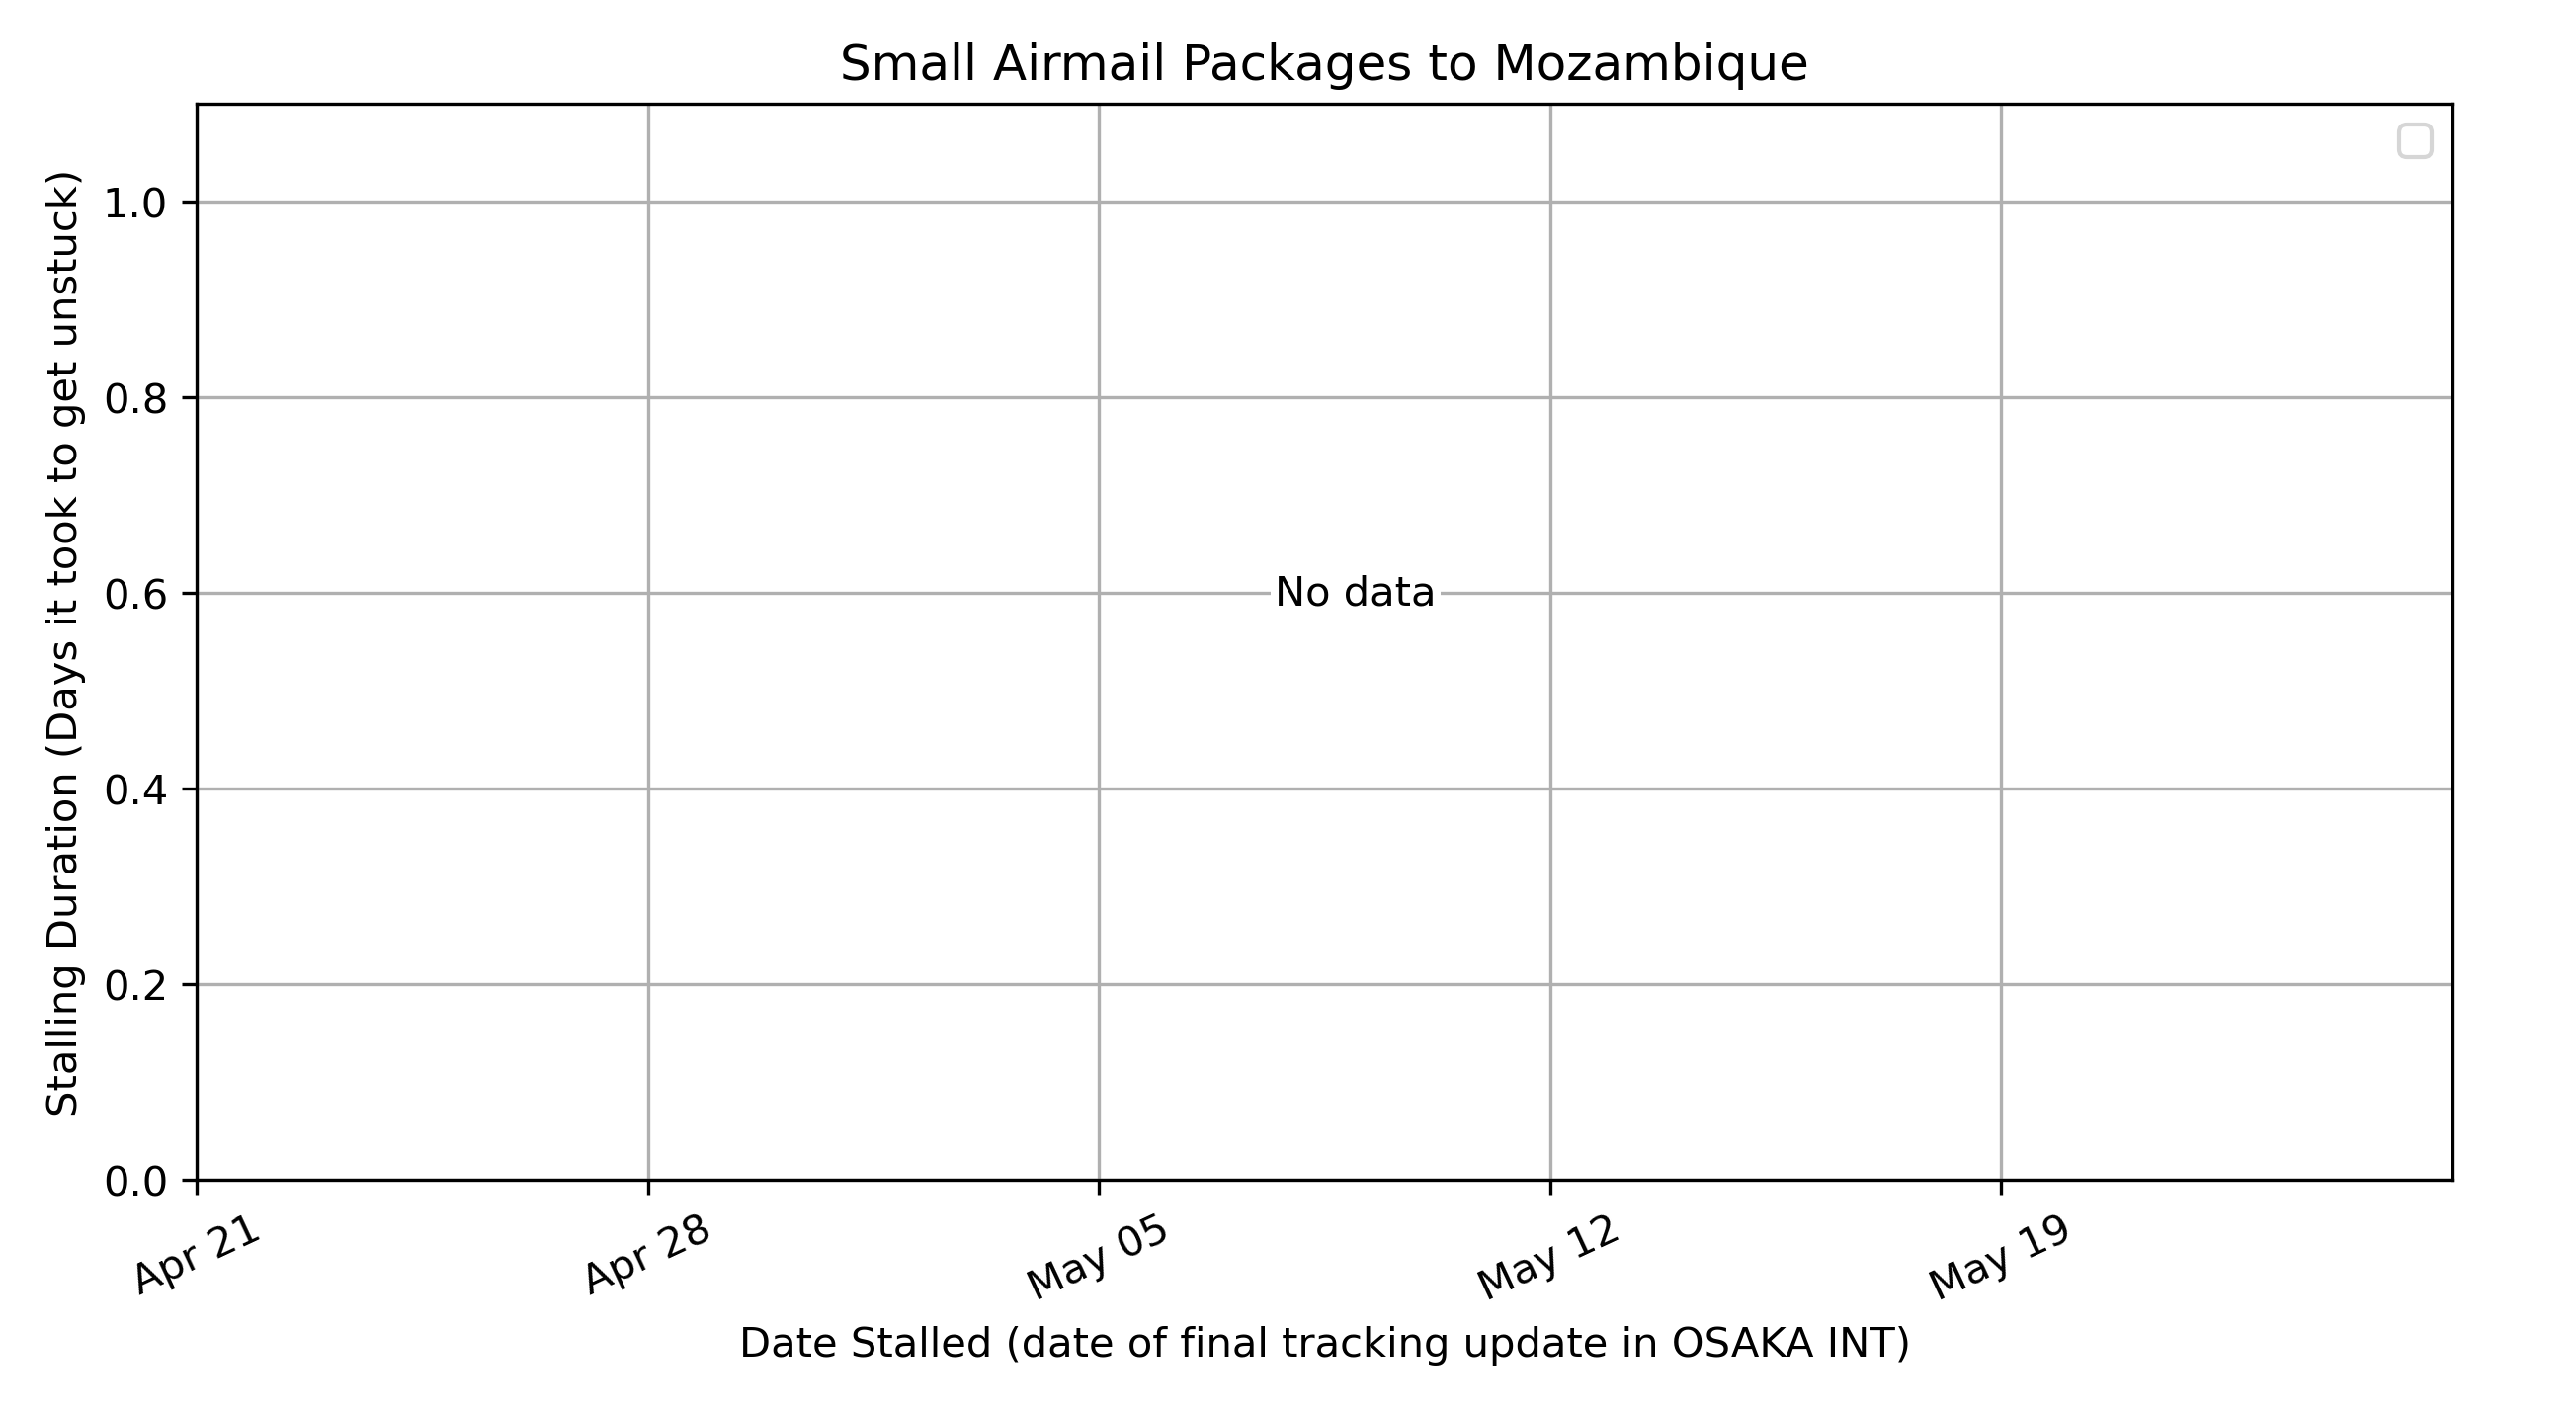 Small Airmail Packages to Mozambique
Stalling Duration (Days it took to get unstuck)
1.0
0.8
0.6
0.4
0.2
0.0
No data
Apr 21
Apr 28
May 05
May 12
May 19
Date Stalled (date of final tracking update in OSAKA INT)